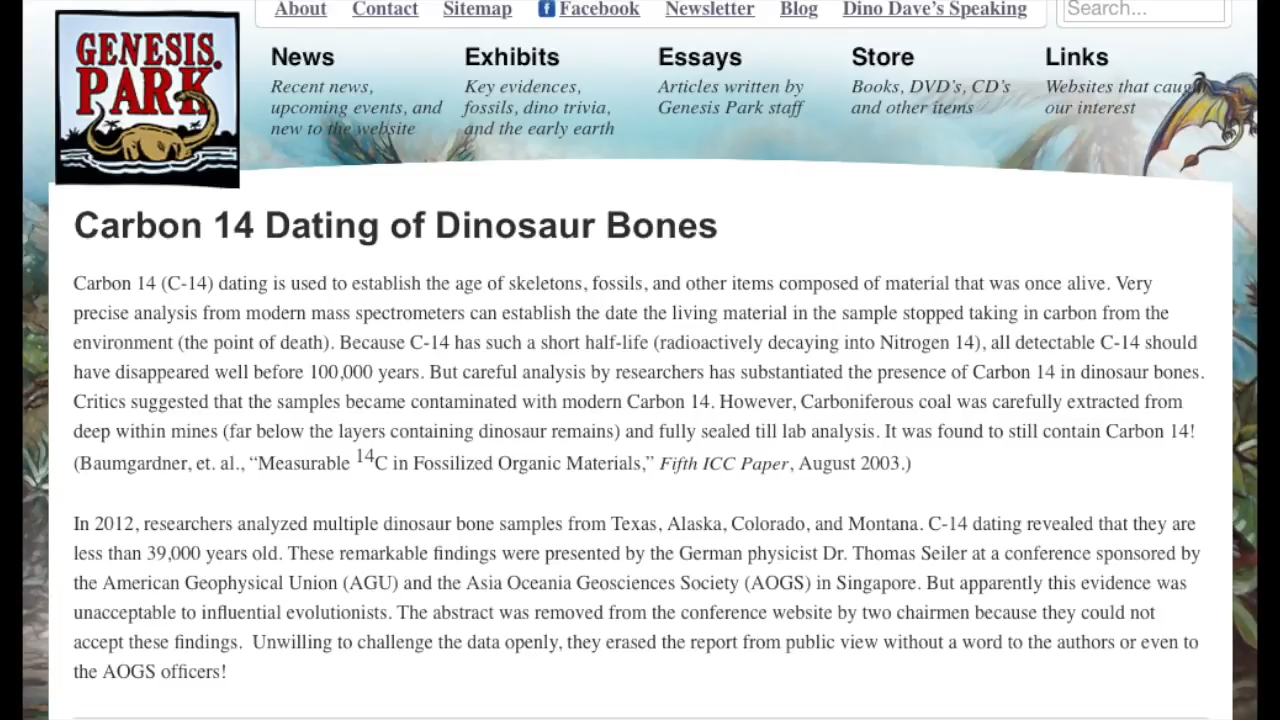 About Contact Sitemap Facebook Newsletter Blog Dino Dave's Speaking
Search...
GENESIS
PARK
News Exhibits Essays Store Links
Recent news, Key evidences, Articles written by Books, DVD's, CD's Websites that caught
upcoming events, and fossils, dino trivia, Genesis Park staff and other items our interest
new to the website and the early earth
Carbon 14 Dating of Dinosaur Bones
Carbon 14 (C-14) dating is used to establish the age of skeletons, fossils, and other items composed of material that was once alive. Very
precise analysis from modern mass spectrometers can establish the date the living material in the sample stopped taking in carbon from the
environment (the point of death). Because C-14 has such a short half-life (radioactively decaying into Nitrogen 14), all detectable C-14 should
have disappeared well before 100,000 years. But careful analysis by researchers has substantiated the presence of Carbon 14 in dinosaur bones.
Critics suggested that the samples became contaminated with modern Carbon 14. However, Carboniferous coal was carefully extracted from
deep within mines (far below the layers containing dinosaur remains) and fully sealed till lab analysis. It was found to still contain Carbon 14!
(Baumgardner, et. al., “Measurable ¹⁴C in Fossilized Organic Materials,” Fifth ICC Paper, August 2003.)
In 2012, researchers analyzed multiple dinosaur bone samples from Texas, Alaska, Colorado, and Montana. C-14 dating revealed that they are
less than 39,000 years old. These remarkable findings were presented by the German physicist Dr. Thomas Seiler at a conference sponsored by
the American Geophysical Union (AGU) and the Asia Oceania Geosciences Society (AOGS) in Singapore. But apparently this evidence was
unacceptable to influential evolutionists. The abstract was removed from the conference website by two chairmen because they could not
accept these findings. Unwilling to challenge the data openly, they erased the report from public view without a word to the authors or even to
the AOGS officers!